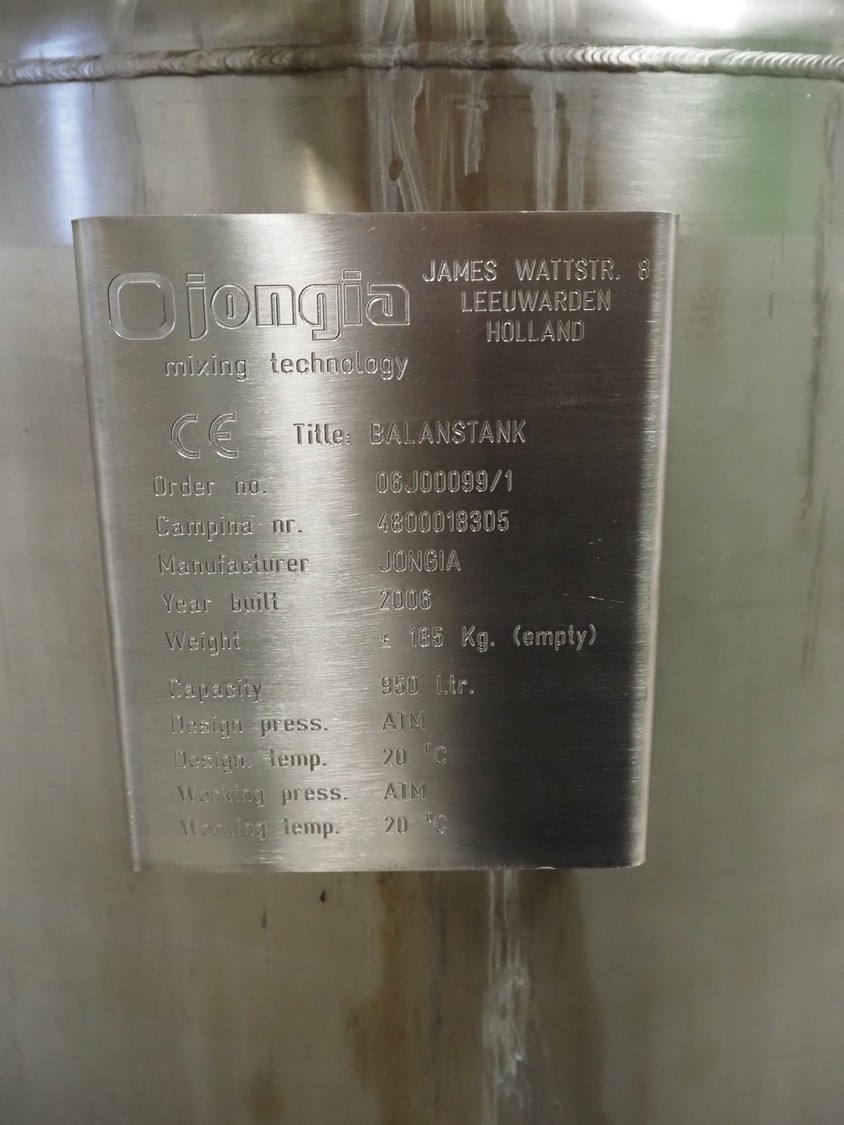 jongia
mixing technology
JAMES WATTSTR. 8
LEEUWARDEN
HOLLAND
CE Title: BALANSTANK
Order no. 06J00099/1
Campina nr. 4800018305
Manufacturer JONGIA
Year built 2006
Weight ± 185 Kg. (empty)
Capacity 950 Ltr.
Design press. ATM
Design. temp. 20 °C
Working press. ATM
Working temp. 20 °C